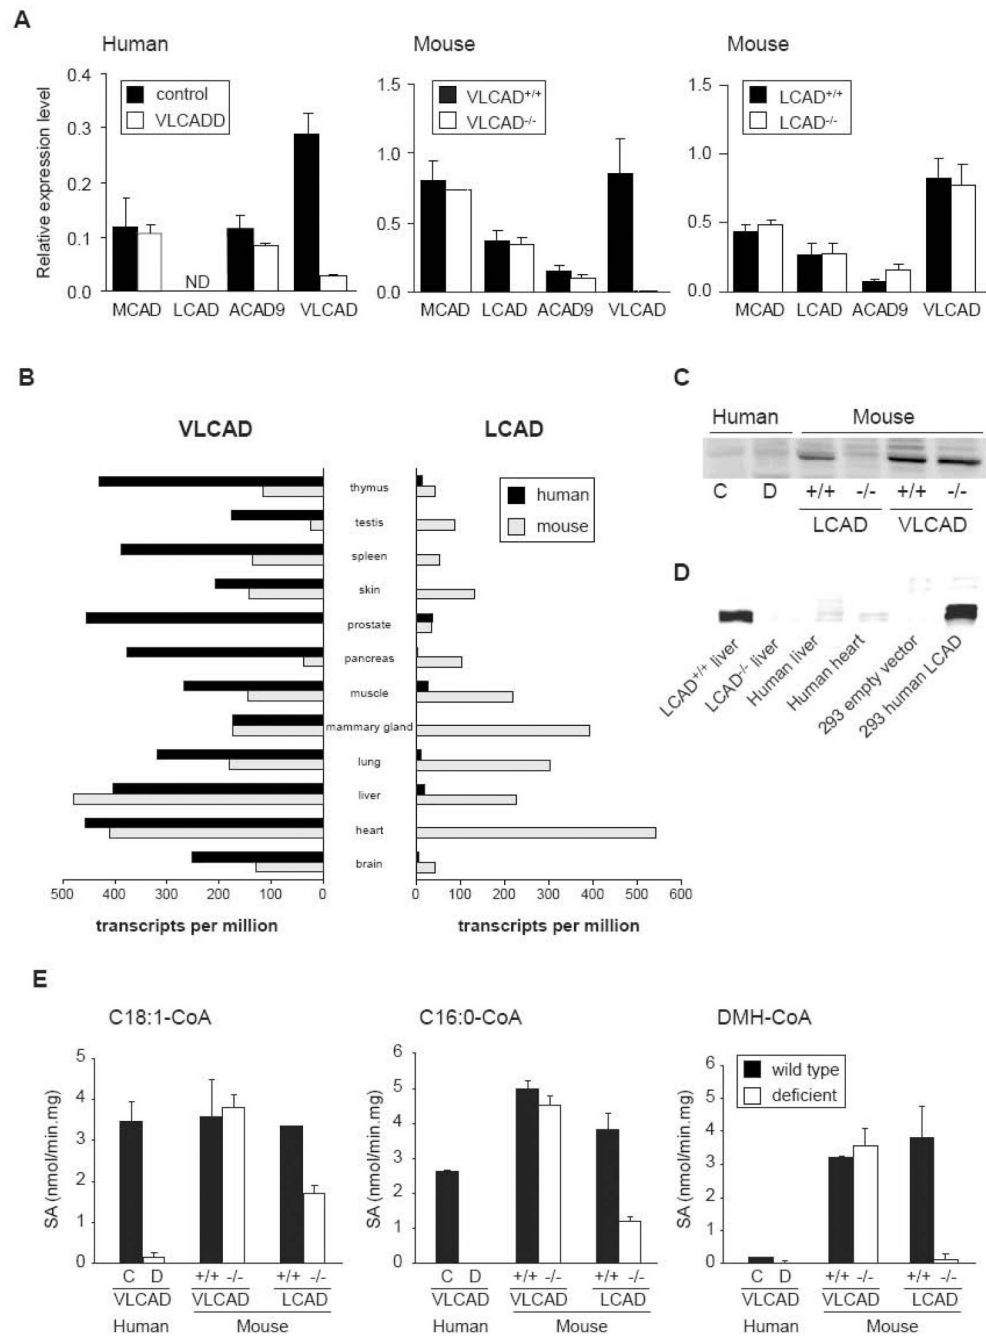 A
Human
Mouse
Mouse
Relative expression level
0.4
0.3
0.2
0.1
0.0
control
VLCADD
ND
MCAD LCAD ACAD9 VLCAD
1.5
1.0
0.5
0.0
VLCAD+/+
VLCAD-/-
MCAD LCAD ACAD9 VLCAD
1.5
1.0
0.5
0.0
LCAD+/+
LCAD-/-
MCAD LCAD ACAD9 VLCAD
B
VLCAD
LCAD
human
mouse
thymus
testis
spleen
skin
prostate
pancreas
muscle
mammary gland
lung
liver
heart
brain
500 400 300 200 100 0
transcripts per million
0 100 200 300 400 500 600
transcripts per million
C
Human Mouse
C D +/+ -/- +/+ -/-
LCAD VLCAD
D
LCAD+/+ liver
LCAD-/- liver
Human liver
Human heart
293 empty vector
293 human LCAD
E
C18:1-CoA
SA (nmol/min.mg)
5
4
3
2
1
0
C D +/+ -/- +/+ -/-
VLCAD VLCAD LCAD
Human Mouse
C16:0-CoA
SA (nmol/min.mg)
6
5
4
3
2
1
0
C D +/+ -/- +/+ -/-
VLCAD VLCAD LCAD
Human Mouse
DMH-CoA
SA (nmol/min.mg)
6
5
4
3
2
1
0
wild type
deficient
C D +/+ -/- +/+ -/-
VLCAD VLCAD LCAD
Human Mouse